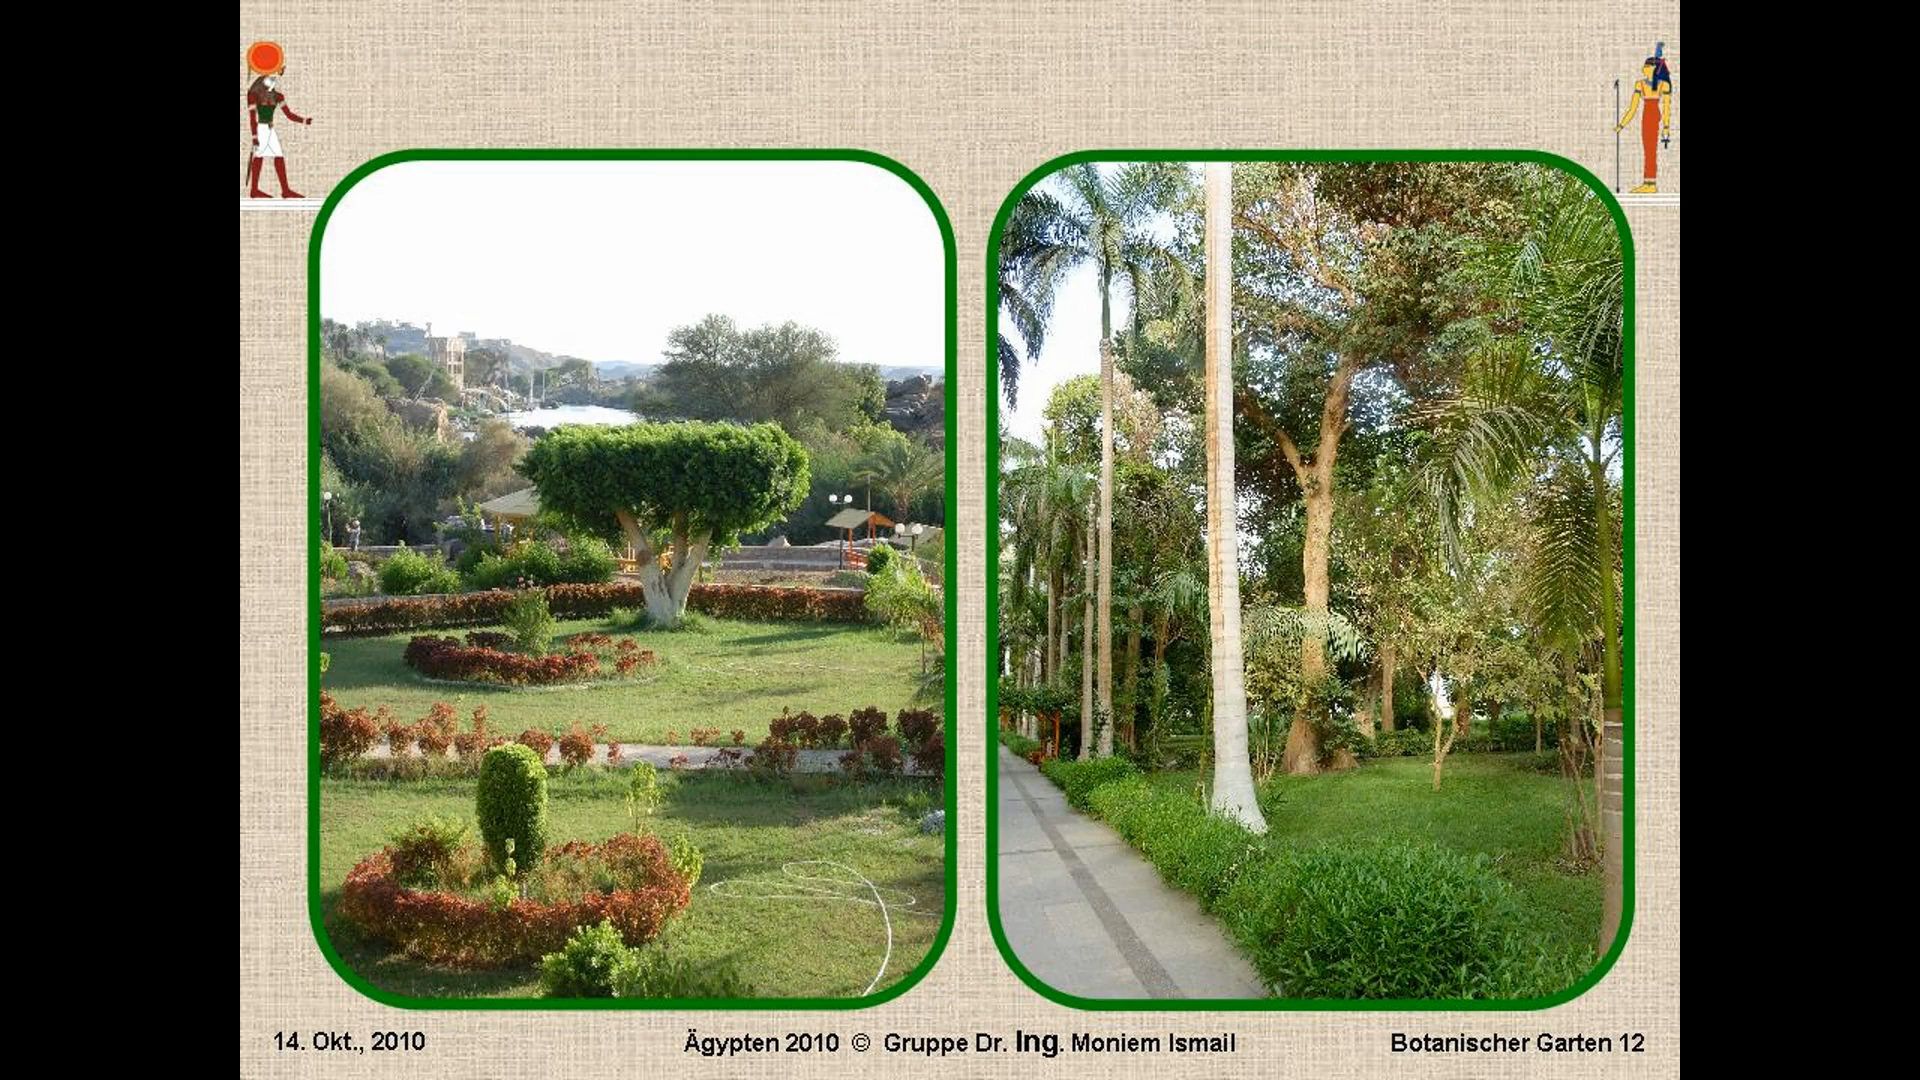 14. Okt., 2010
Ägypten 2010 © Gruppe Dr. Ing. Moniem Ismail
Botanischer Garten 12